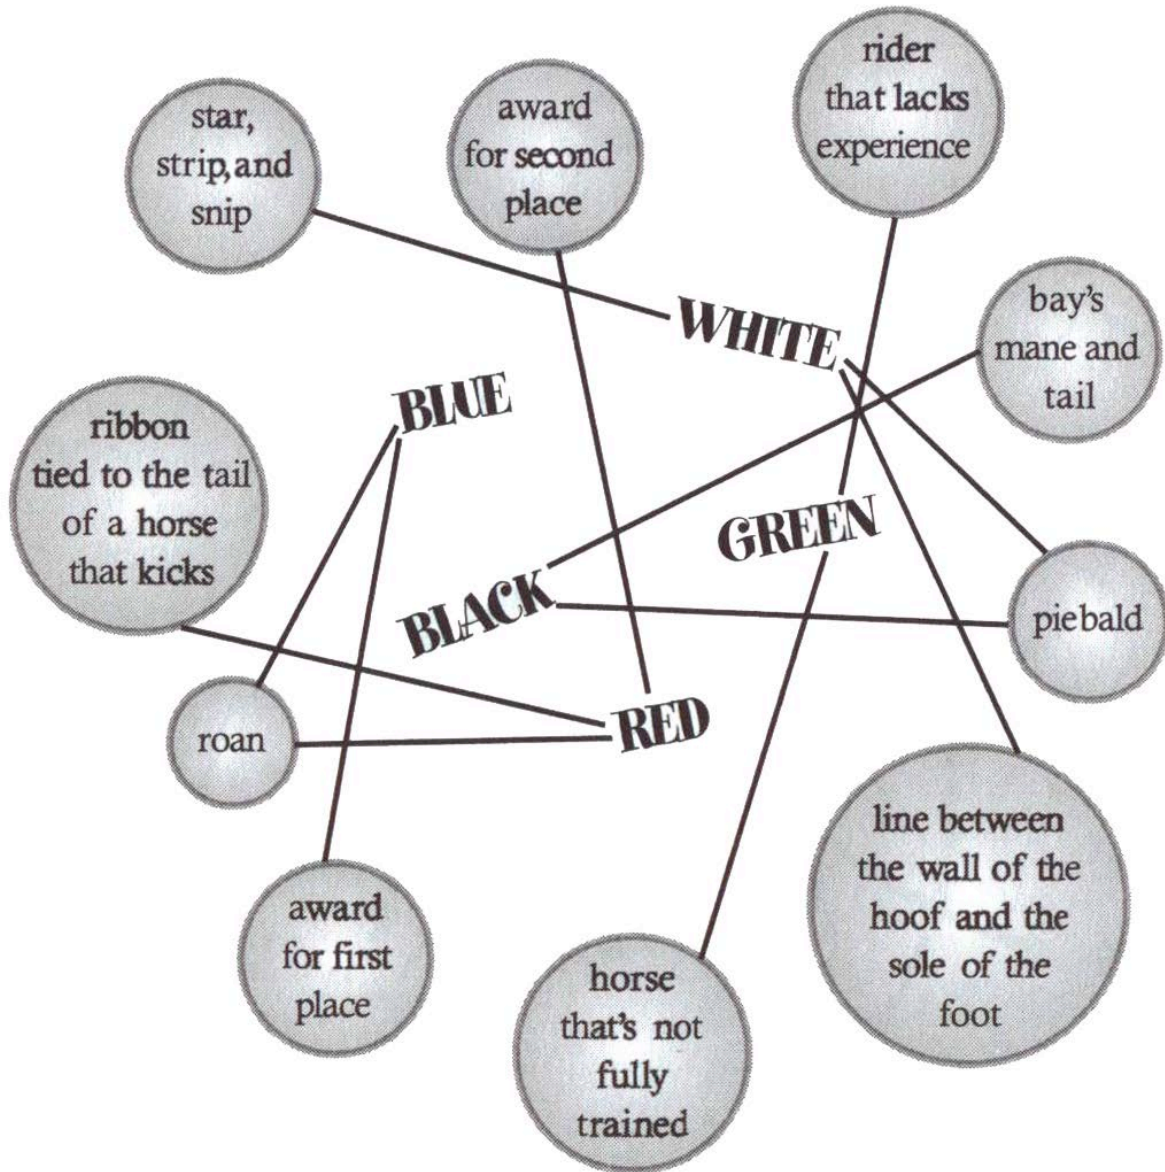 rider
that lacks
experience
award
for second
place
star,
strip, and
snip
bay's
mane and
tail
WHITE
BLUE
ribbon
tied to the tail
of a horse
that kicks
GREEN
BLACK
piebald
RED
roan
line between
the wall of the
hoof and the
sole of the
foot
award
for first
place
horse
that's not
fully
trained